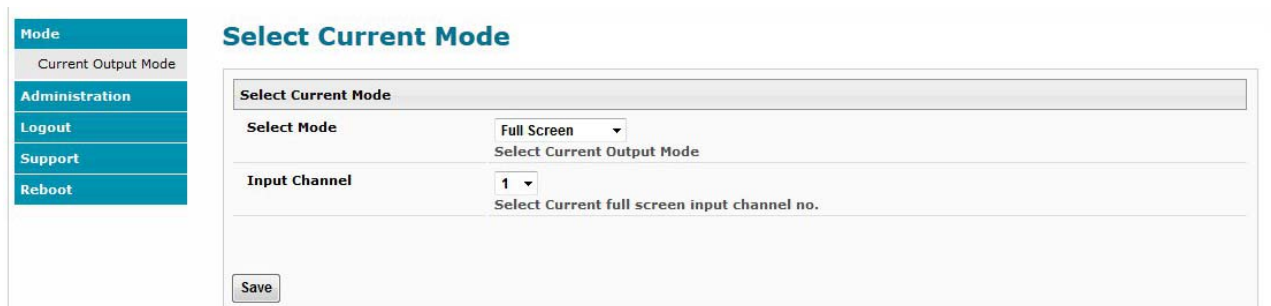 Mode
Current Output Mode
Administration
Logout
Support
Reboot
Select Current Mode
Select Current Mode
Select Mode
Full Screen
Select Current Output Mode
Input Channel
1
Select Current full screen input channel no.
Save